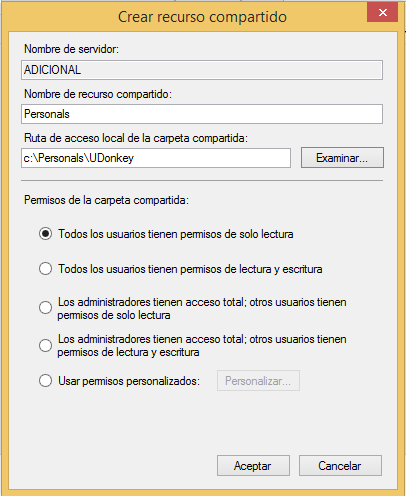 Crear recurso compartido
Nombre de servidor:
ADICIONAL
Nombre de recurso compartido:
Personals
Ruta de acceso local de la carpeta compartida:
c:\Personals\UDonkey
Examinar...
Permisos de la carpeta compartida:
Todos los usuarios tienen permisos de solo lectura
Todos los usuarios tienen permisos de lectura y escritura
Los administradores tienen acceso total; otros usuarios tienen
permisos de solo lectura
Los administradores tienen acceso total; otros usuarios tienen
permisos de lectura y escritura
Usar permisos personalizados:
Personalizar...
Aceptar
Cancelar